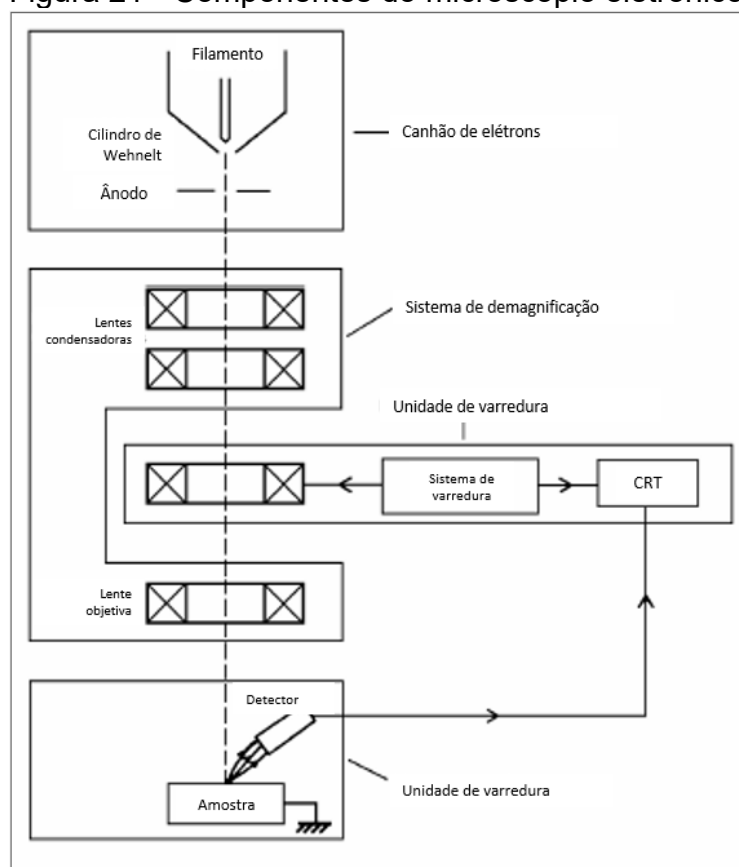 Figura 21 - Componentes do microscópio eletrônico
Filamento
Cilindro de
Wehnelt
Canhão de elétrons
Ânodo
Lentes
condensadoras
Sistema de demagnificação
Unidade de varredura
Sistema de
varredura
CRT
Lente
objetiva
Detector
Amostra
Unidade de varredura